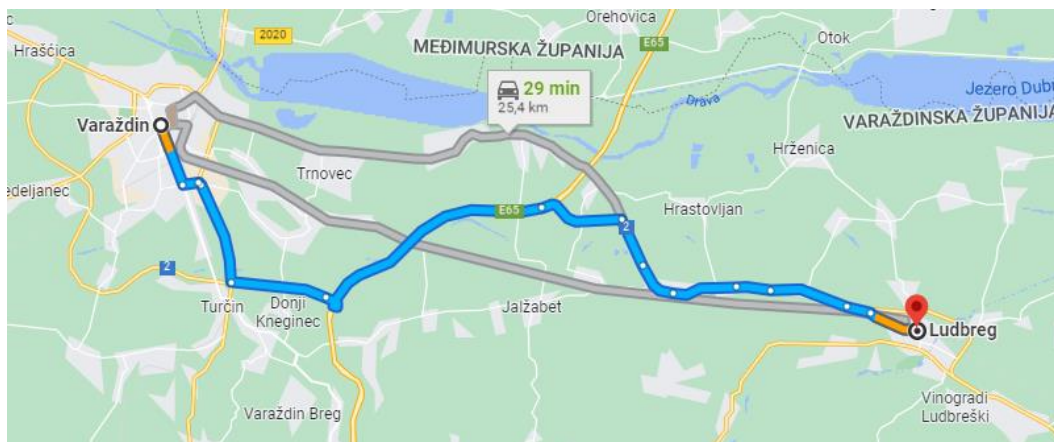 Orehovica
Hrašćica
2020
MEĐIMURSKA ŽUPANIJA
E65
Otok
29 min
25,4 km
Drava
Jezero Dubr
VARAŽDINSKA ŽUPANIJA
Varaždin
Trnovec
Hrženica
edeljanec
E65
Hrastovljan
2
2
Turčin
Donji
Kneginec
Jalžabet
Ludbreg
Varaždin Breg
Vinogradi
Ludbreški